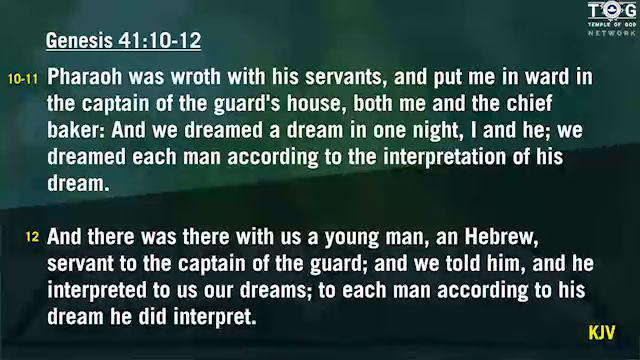 Genesis 41:10-12
TOG
TEMPLE OF GOD
NETWORK
10-11 Pharaoh was wroth with his servants, and put me in ward in
the captain of the guard's house, both me and the chief
baker: And we dreamed a dream in one night, I and he; we
dreamed each man according to the interpretation of his
dream.
12 And there was there with us a young man, an Hebrew,
servant to the captain of the guard; and we told him, and he
interpreted to us our dreams; to each man according to his
dream he did interpret.
KJV